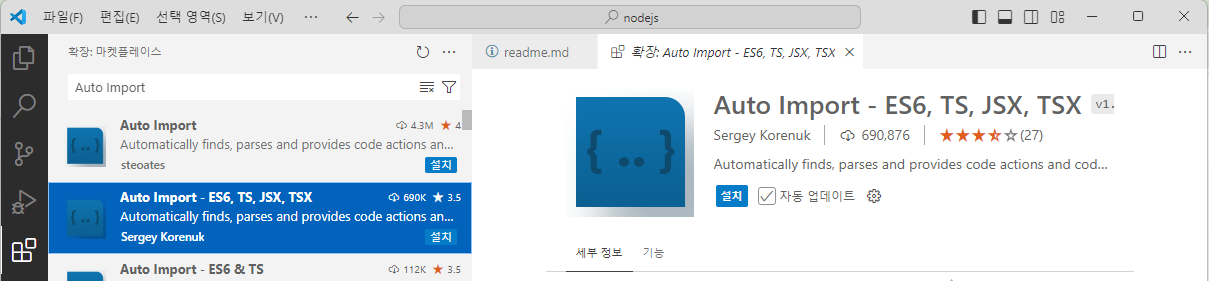 파일(F) 편집(E) 선택 영역(S) 보기(V) ··· nodejs
확장: 마켓플레이스
Auto Import
Auto Import 4.3M 4
Automatically finds, parses and provides code actions an...
steoates 설치
Auto Import - ES6, TS, JSX, TSX 690K 3.5
Automatically finds, parses and provides code actions an...
Sergey Korenuk 설치
Auto Import - ES6 & TS 112K 3.5
readme.md 확장: Auto Import - ES6, TS, JSX, TSX
{..}
Auto Import - ES6, TS, JSX, TSX v1.
Sergey Korenuk 690,876 (27)
Automatically finds, parses and provides code actions and cod...
설치 자동 업데이트
세부 정보 기능